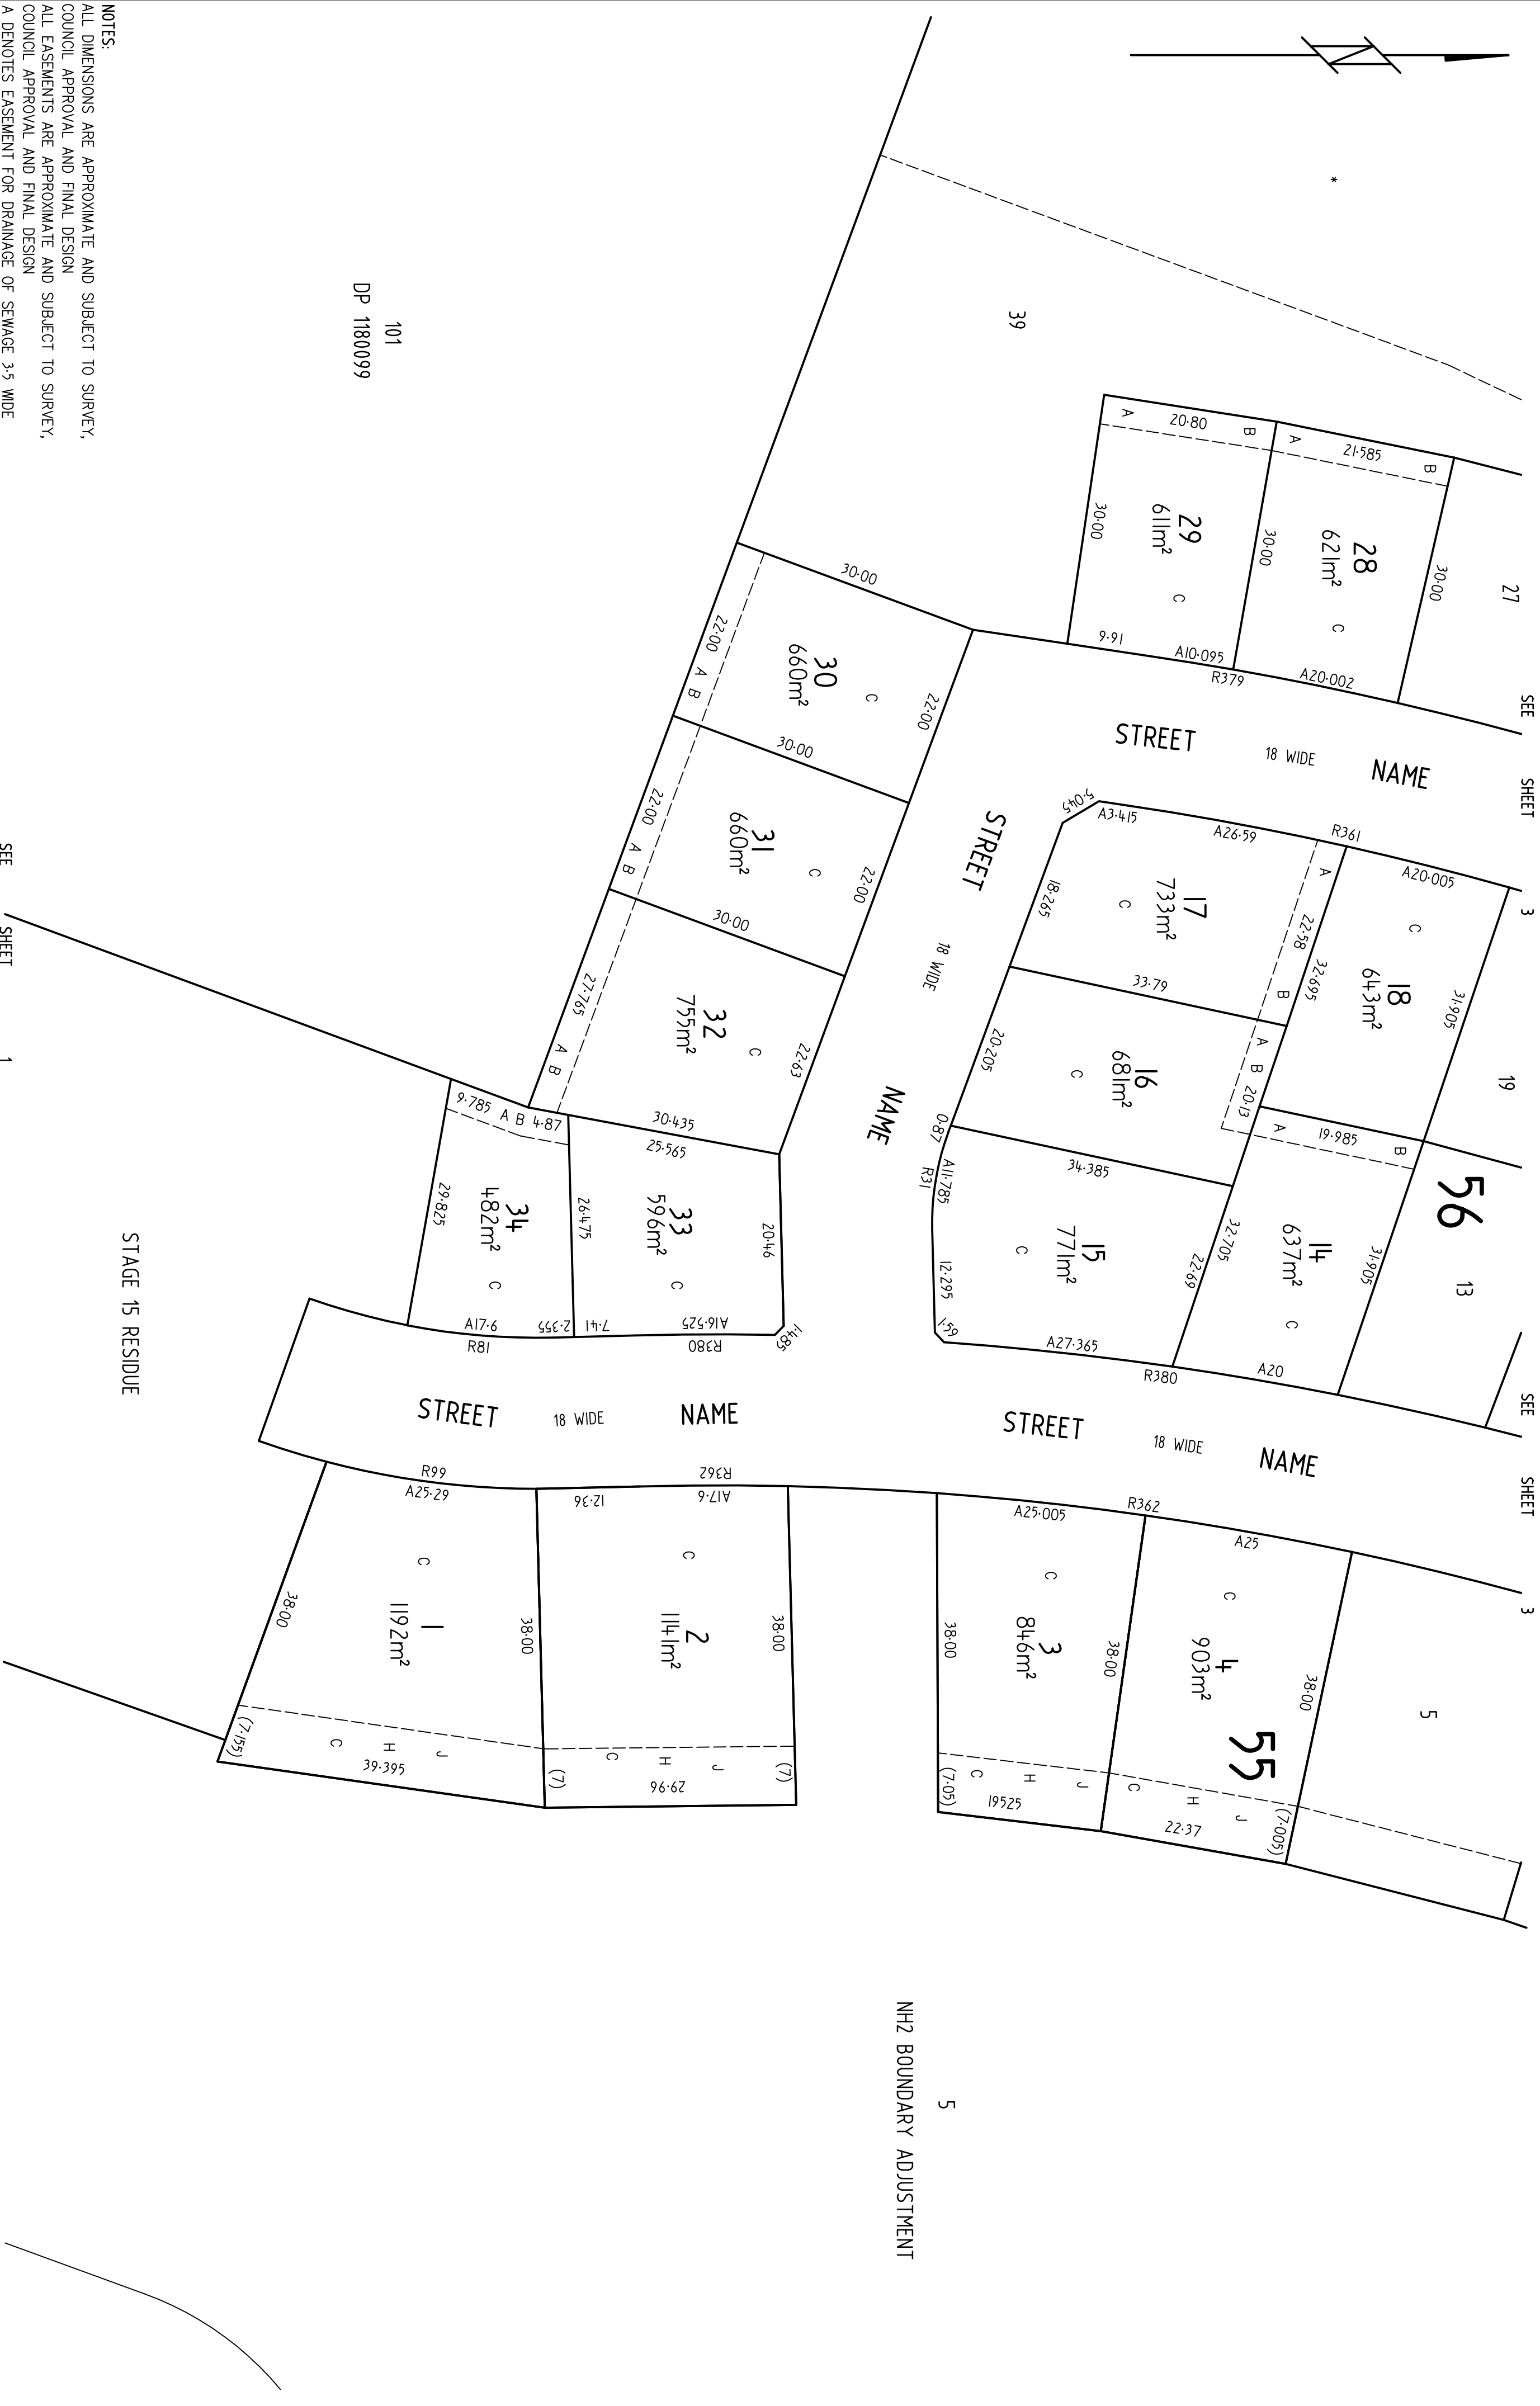 NOTES:
ALL DIMENSIONS ARE APPROXIMATE AND SUBJECT TO SURVEY,
COUNCIL APPROVAL AND FINAL DESIGN
ALL EASEMENTS ARE APPROXIMATE AND SUBJECT TO SURVEY,
COUNCIL APPROVAL AND FINAL DESIGN
A DENOTES EASEMENT FOR DRAINAGE OF SEWAGE 3·5 WIDE
*
39
101
DP 1180099
27
SEE SHEET 3
28
621m²
21·585
A B
30·00
C
A20·002
29
611m²
20·80
A B
30·00
30·00
C
9·91
A10·095
R379
STREET 18 WIDE NAME
30
660m²
30·00
22·00
22·00
A B
C
31
660m²
30·00
22·00
22·00
A B
C
32
755m²
30·00
22·63
27·765
A B
C
30·435
STREET 18 WIDE NAME
17
733m²
5·045
A3·415
A26·59
R361
18·265
22·58
A B
C
33·79
18
643m²
A20·005
31·905
32·695
C
19
16
681m²
20·205
0·87
A B
20·13
C
34·385
15
771m²
A11·785
R31
12·295
1·59
A27·365
22·69
C
14
637m²
19·985
A B
31·905
32·705
C
A20
R380
56
13
SEE SHEET 3
33
596m²
25·565
20·46
26·475
C
7·41
A16·525
R380
1·485
34
482m²
9·785
A B
4·87
29·825
C
A17·6
2·355
R81
STREET 18 WIDE NAME
STREET 18 WIDE NAME
SEE SHEET 1
STAGE 15 RESIDUE
1
1192m²
R99
A25·29
38·00
38·00
C
(7·155)
C H J
39·395
2
1141m²
R362
12·36
A17·6
38·00
C
(7)
C H J
(7)
29·96
3
846m²
A25·005
R362
38·00
38·00
C
(7·05)
C H J
19525
4
903m²
A25
38·00
C
C H J
(7·005)
22·37
55
5
5
NH2 BOUNDARY ADJUSTMENT